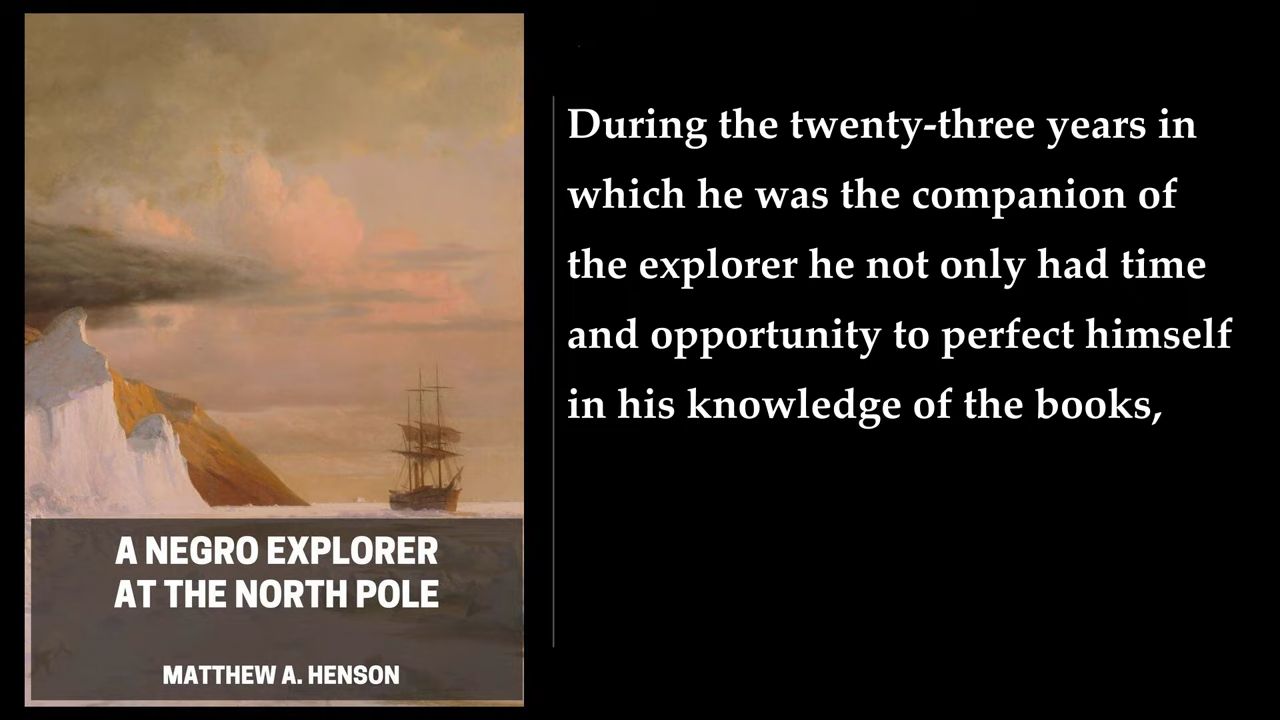 A NEGRO EXPLORER
AT THE NORTH POLE
MATTHEW A. HENSON
During the twenty-three years in
which he was the companion of
the explorer he not only had time
and opportunity to perfect himself
in his knowledge of the books,